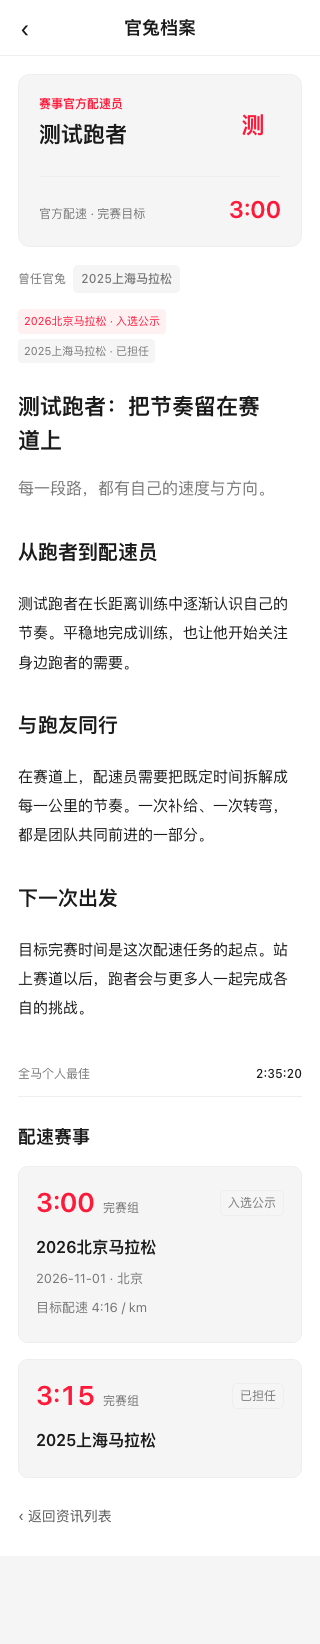 ‹ 官兔档案
赛事官方配速员
测试跑者
测
官方配速 · 完赛目标 3:00
曾任官兔 2025上海马拉松
2026北京马拉松 · 入选公示
2025上海马拉松 · 已担任
测试跑者：把节奏留在赛
道上
每一段路，都有自己的速度与方向。
从跑者到配速员
测试跑者在长距离训练中逐渐认识自己的
节奏。平稳地完成训练，也让他开始关注
身边跑者的需要。
与跑友同行
在赛道上，配速员需要把既定时间拆解成
每一公里的节奏。一次补给、一次转弯，
都是团队共同前进的一部分。
下一次出发
目标完赛时间是这次配速任务的起点。站
上赛道以后，跑者会与更多人一起完成各
自的挑战。
全马个人最佳 2:35:20
配速赛事
3:00 完赛组 入选公示
2026北京马拉松
2026-11-01 · 北京
目标配速 4:16 / km
3:15 完赛组 已担任
2025上海马拉松
‹ 返回资讯列表